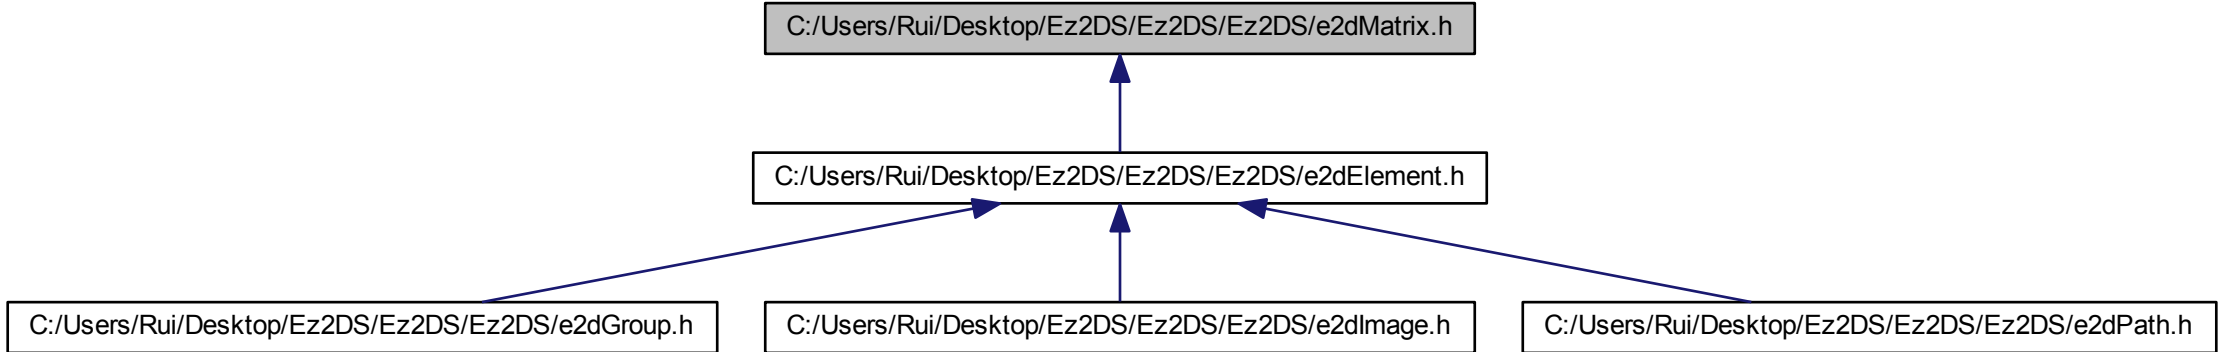 C:/Users/Rui/Desktop/Ez2DS/Ez2DS/Ez2DS/e2dMatrix.h
C:/Users/Rui/Desktop/Ez2DS/Ez2DS/Ez2DS/e2dElement.h
C:/Users/Rui/Desktop/Ez2DS/Ez2DS/Ez2DS/e2dGroup.h
C:/Users/Rui/Desktop/Ez2DS/Ez2DS/Ez2DS/e2dImage.h
C:/Users/Rui/Desktop/Ez2DS/Ez2DS/Ez2DS/e2dPath.h